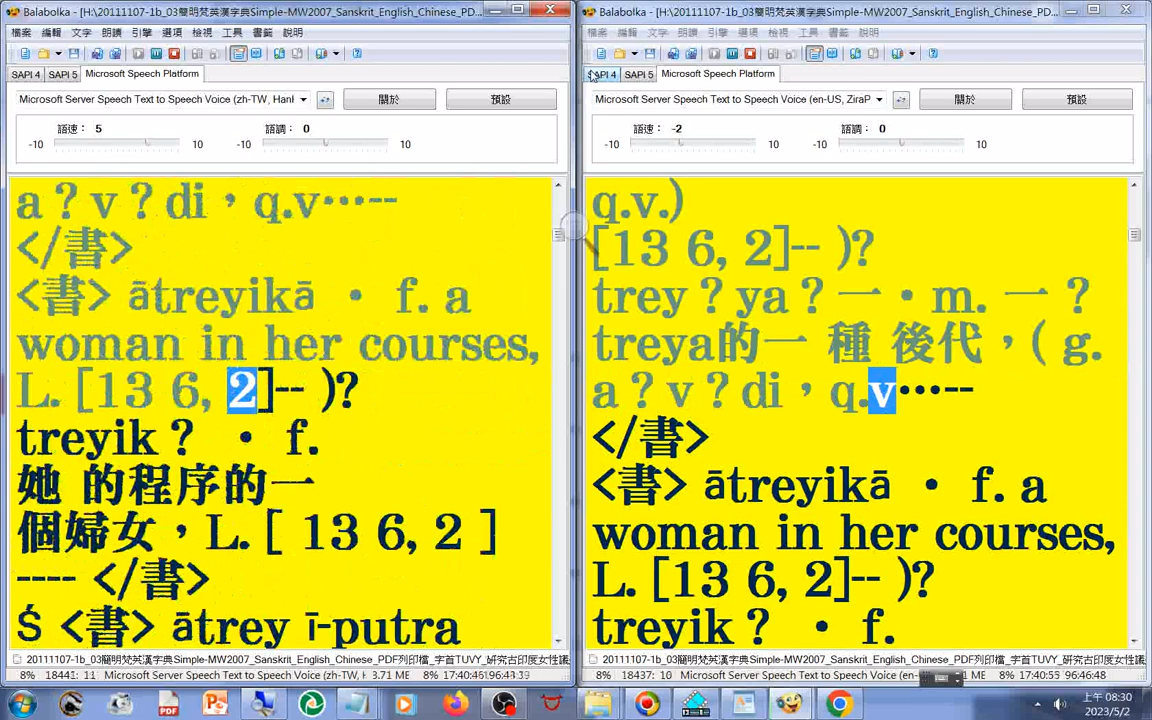 Balabolka - [H:\20111107-1b_03簡明梵英漢字典Simple-MW2007_Sanskrit_English_Chinese_PD...
檔案 編輯 文字 朗讀 引擎 選項 檢視 工具 書籤 說明
SAPI 4 SAPI 5 Microsoft Speech Platform
Microsoft Server Speech Text to Speech Voice (zh-TW, Hanl
關於 預設
語速： 5 語調： 0
-10 10 -10 10
a？v？di，q.v…--
</書>
<書> ātreyikā • f. a
woman in her courses,
L. [13 6, 2]-- )?
treyik？ • f.
她 的程序的一
個婦女，L. [ 13 6, 2 ]
---- </書>
Ś <書> ātrey ī-putra
20111107-1b_03簡明梵英漢字典Simple-MW2007_Sanskrit_English_Chinese_PDF列印檔_字首TUVY_研究古印度女性議
8% 18441: 11 Microsoft Server Speech Text to Speech Voice (zh-TW, 3.71 ME 8% 17:40:46
Balabolka - [H:\20111107-1b_03簡明梵英漢字典Simple-MW2007_Sanskrit_English_Chinese_PD...
檔案 編輯 文字 朗讀 引擎 選項 檢視 工具 書籤 說明
SAPI 4 SAPI 5 Microsoft Speech Platform
Microsoft Server Speech Text to Speech Voice (en-US, ZiraP
關於 預設
語速： -2 語調： 0
-10 10 -10 10
q.v.)
[13 6, 2]-- )?
trey？ya？一•m. 一？
treya的一 種 後代，( g.
a？v？di，q.v…--
</書>
<書> ātreyikā • f. a
woman in her courses,
L. [13 6, 2]-- )?
treyik？ • f.
20111107-1b_03簡明梵英漢字典Simple-MW2007_Sanskrit_English_Chinese_PDF列印檔_字首TUVY_研究古印度女性議
8% 18437: 10 Microsoft Server Speech Text to Speech Voice (en-US, 3.71 ME 8% 17:40:55 96:46:48
上午 08:30
2023/5/2